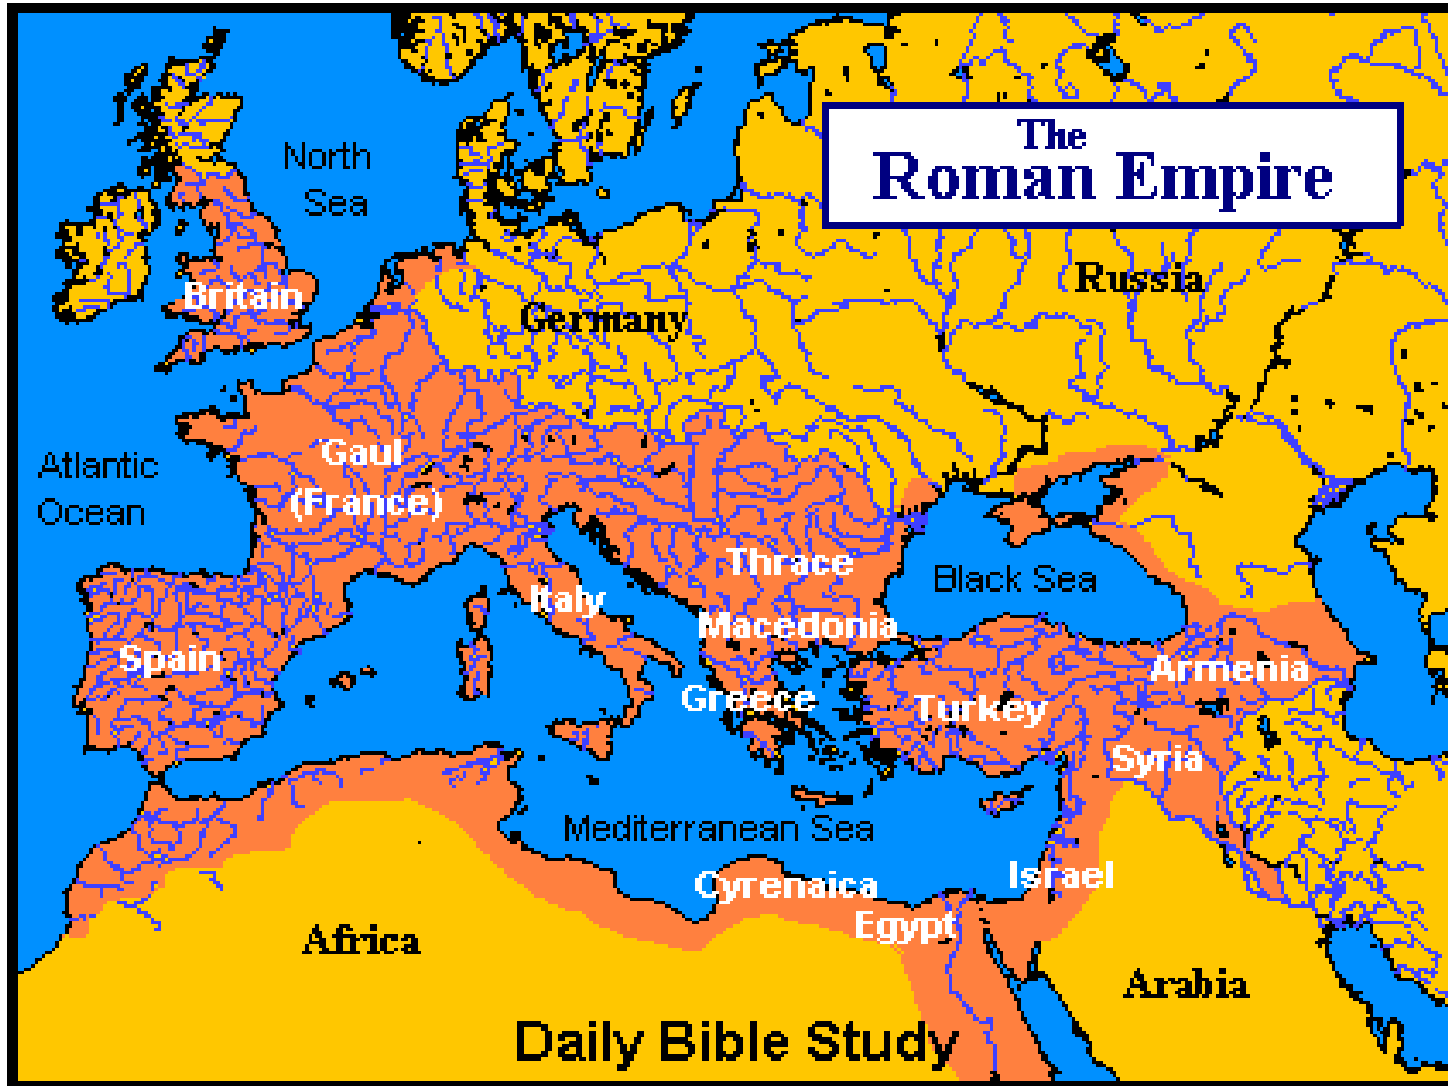 The
Roman Empire
North
Sea
Russia
Britain
Germany
Gaul
(France)
Atlantic
Ocean
Thrace
Black Sea
Italy
Macedonia
Spain
Armenia
Greece
Turkey
Syria
Mediterranean Sea
Israel
Cyrenaica
Egypt
Africa
Arabia
Daily Bible Study